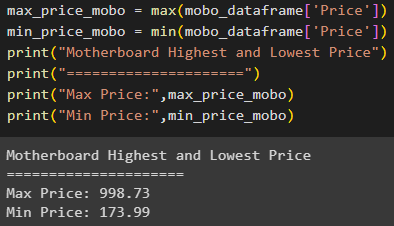 max_price_mobo = max(mobo_dataframe['Price'])
min_price_mobo = min(mobo_dataframe['Price'])
print("Motherboard Highest and Lowest Price")
print("=====================")
print("Max Price:",max_price_mobo)
print("Min Price:",min_price_mobo)
Motherboard Highest and Lowest Price
=====================
Max Price: 998.73
Min Price: 173.99